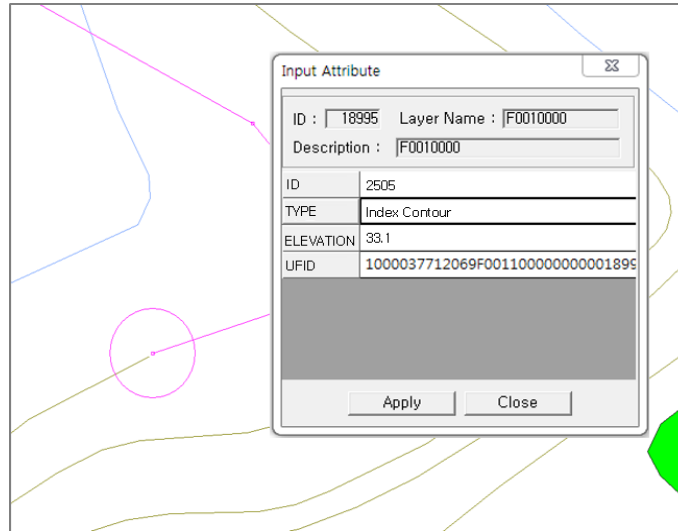 Input Attribute
ID : 18995 Layer Name : F0010000
Description : F0010000
ID 2505
TYPE Index Contour
ELEVATION 33.1
UFID 1000037712069F001100000000001899
Apply Close